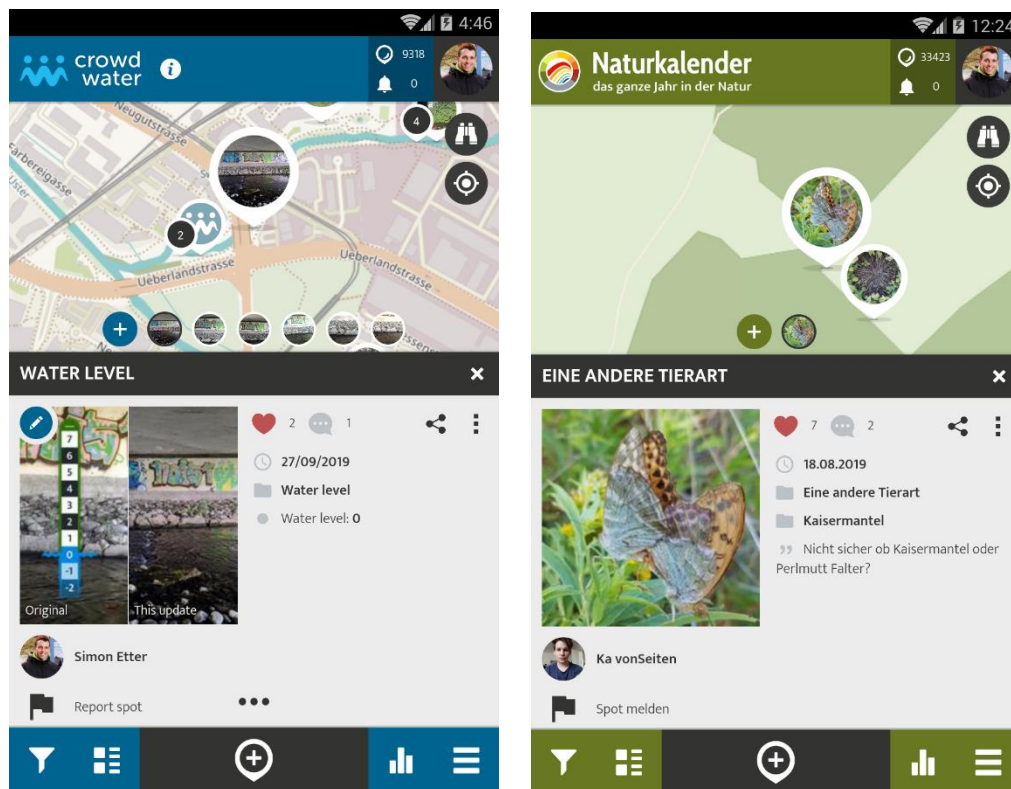 4:46
crowd
water
i
9318
0
Neugutstrasse
4
Farbereigasse
Uster
2
Ueberlandstrasse
Ueberlandstrasse
+
WATER LEVEL
×
7
6
5
4
3
2
1
0
-1
-2
Original
This update
2
1
27/09/2019
Water level
Water level: 0
Simon Etter
Report spot
12:24
Naturkalender
das ganze Jahr in der Natur
33423
0
+
EINE ANDERE TIERART
×
7
2
18.08.2019
Eine andere Tierart
Kaisermantel
Nicht sicher ob Kaisermantel oder
Perlmutt Falter?
Ka vonSeiten
Spot melden